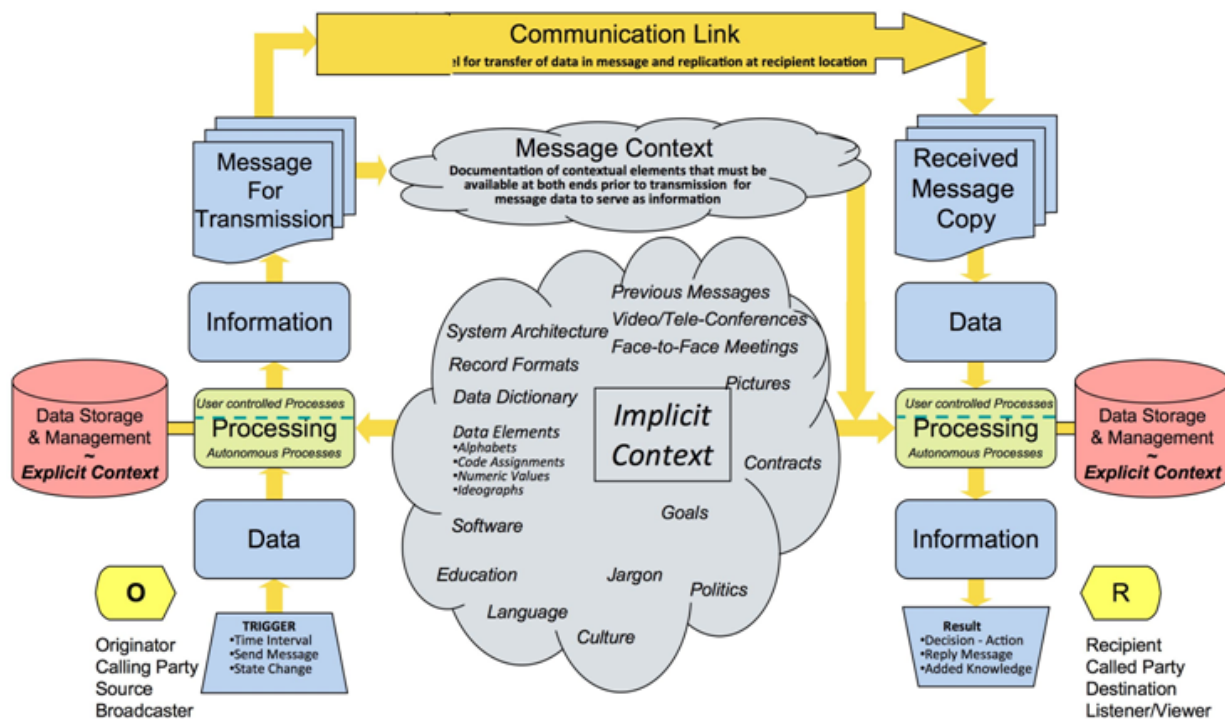 Communication Link
el for transfer of data in message and replication at recipient location
Message
For
Transmission
Message Context
Documentation of contextual elements that must be
available at both ends prior to transmission for
message data to serve as information
Received
Message
Copy
Information
Data Storage
& Management
~
Explicit Context
User controlled Processes
Processing
Autonomous Processes
Data
O
Originator
Calling Party
Source
Broadcaster
TRIGGER
•Time Interval
•Send Message
•State Change
Previous Messages
Video/Tele-Conferences
Face-to-Face Meetings
Pictures
System Architecture
Record Formats
Data Dictionary
Data Elements
•Alphabets
•Code Assignments
•Numeric Values
•Ideographs
Implicit
Context
Contracts
Software
Goals
Education
Jargon
Politics
Language
Culture
Data
User controlled Processes
Processing
Autonomous Processes
Data Storage
& Management
~
Explicit Context
Information
Result
•Decision - Action
•Reply Message
•Added Knowledge
R
Recipient
Called Party
Destination
Listener/Viewer